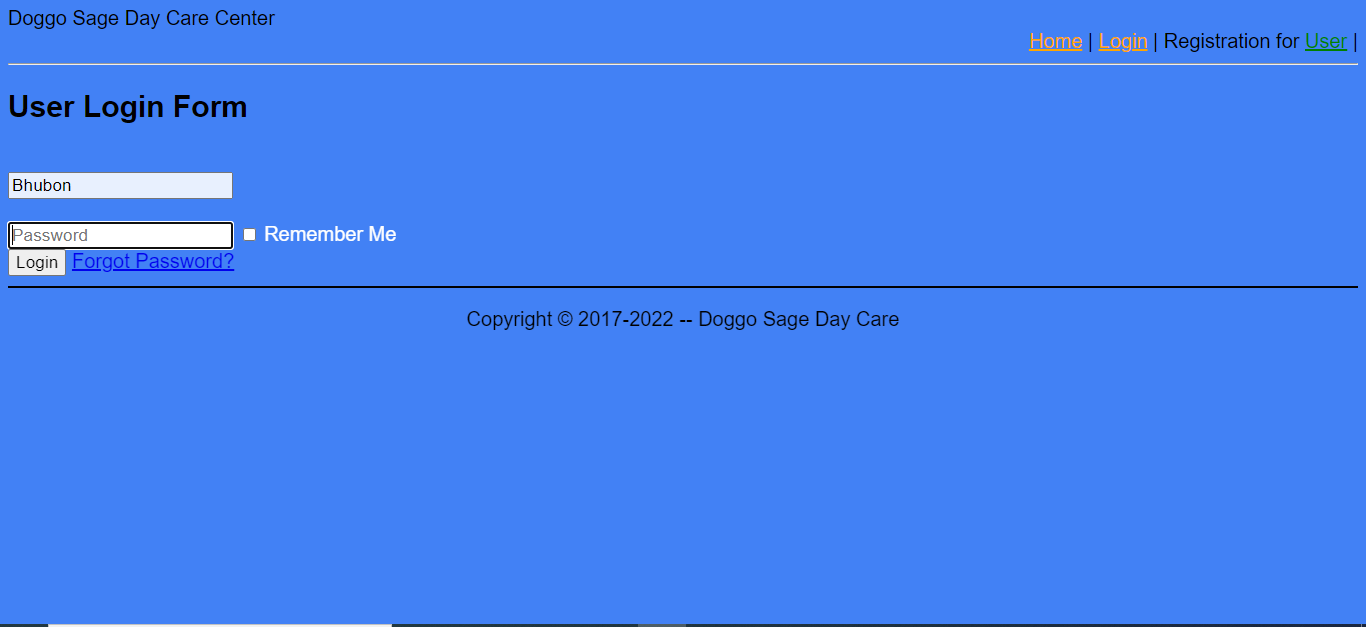 Doggo Sage Day Care Center
Home | Login | Registration for User |
User Login Form
Bhubon
Password Remember Me
Login Forgot Password?
Copyright © 2017-2022 -- Doggo Sage Day Care